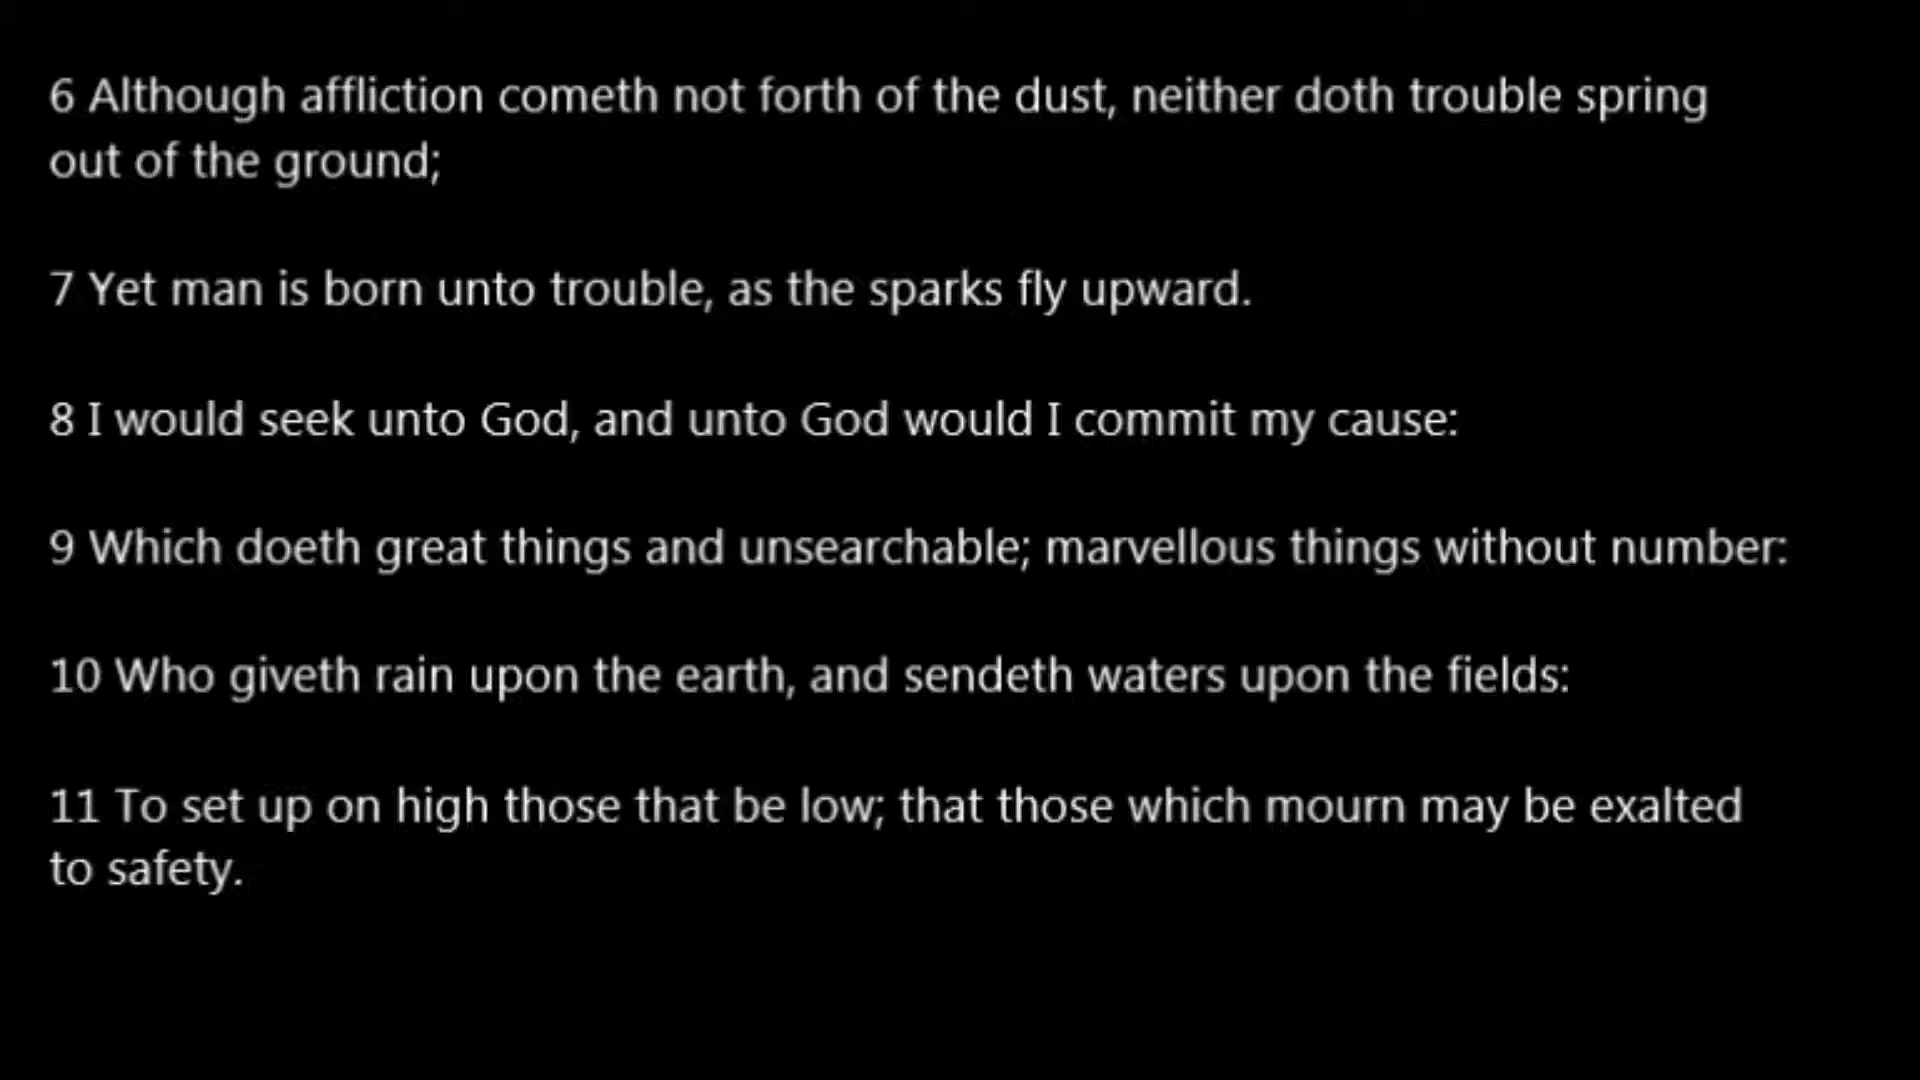 6 Although affliction cometh not forth of the dust, neither doth trouble spring
out of the ground;
7 Yet man is born unto trouble, as the sparks fly upward.
8 I would seek unto God, and unto God would I commit my cause:
9 Which doeth great things and unsearchable; marvellous things without number:
10 Who giveth rain upon the earth, and sendeth waters upon the fields:
11 To set up on high those that be low; that those which mourn may be exalted
to safety.